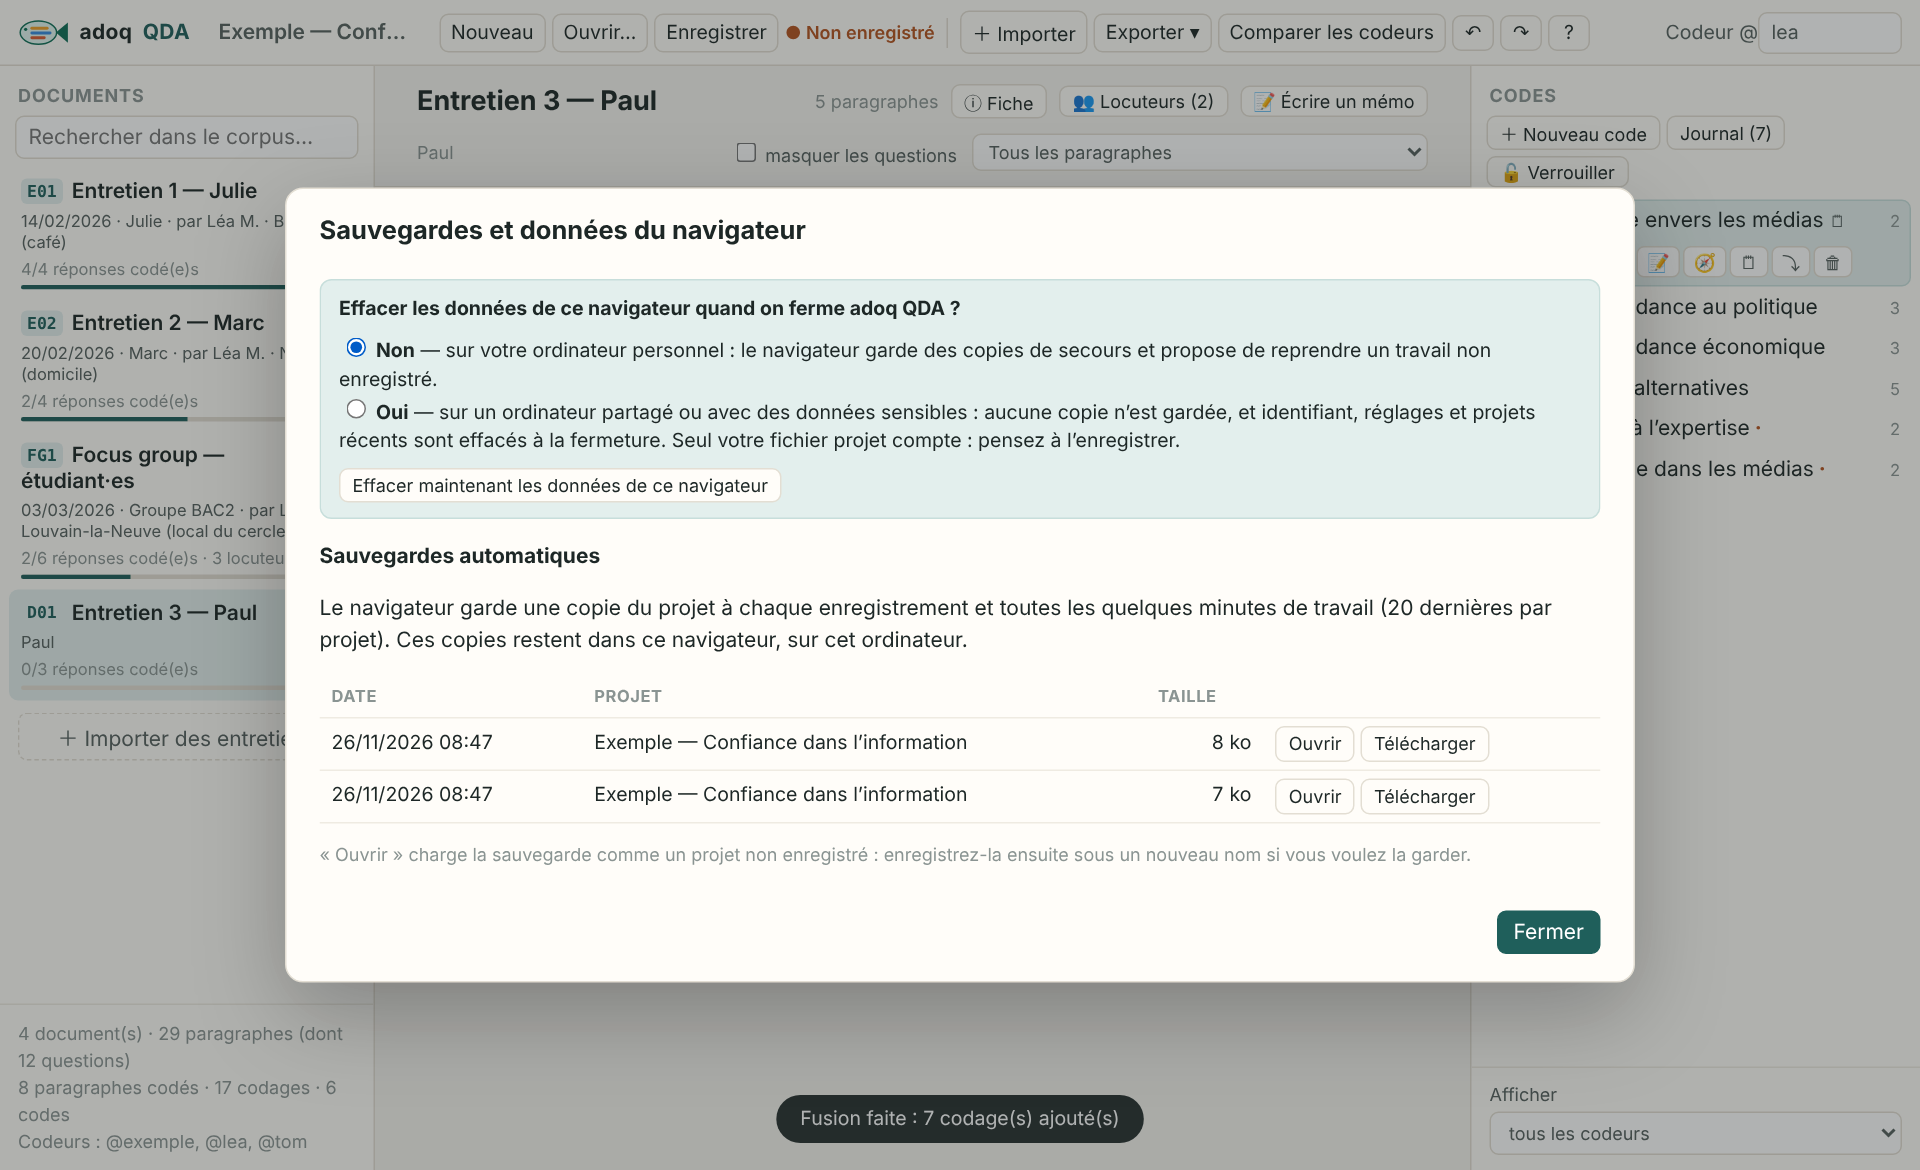 adoq QDA
Exemple — Conf...
Nouveau
Ouvrir...
Enregistrer
Non enregistré
+ Importer
Exporter ▾
Comparer les codeurs
↶
↷
?
Codeur @
lea
DOCUMENTS
Rechercher dans le corpus...
E01 Entretien 1 — Julie
14/02/2026 · Julie · par Léa M. · B
(café)
4/4 réponses codé(e)s
E02 Entretien 2 — Marc
20/02/2026 · Marc · par Léa M. ·
(domicile)
2/4 réponses codé(e)s
FG1 Focus group —
étudiant·es
03/03/2026 · Groupe BAC2 · par L
Louvain-la-Neuve (local du cercle
2/6 réponses codé(e)s · 3 locuteu
D01 Entretien 3 — Paul
Paul
0/3 réponses codé(e)s
+ Importer des entretie
4 document(s) · 29 paragraphes (dont
12 questions)
8 paragraphes codés · 17 codages · 6
codes
Codeurs : @exemple, @lea, @tom
Entretien 3 — Paul
5 paragraphes
ⓘ Fiche
👥 Locuteurs (2)
📝 Écrire un mémo
Paul
masquer les questions
Tous les paragraphes
CODES
+ Nouveau code
Journal (7)
🔓 Verrouiller
e envers les médias 2
dance au politique 3
dance économique 3
alternatives 5
à l’expertise · 2
e dans les médias · 2
Afficher
tous les codeurs
Sauvegardes et données du navigateur
Effacer les données de ce navigateur quand on ferme adoq QDA ?
Non — sur votre ordinateur personnel : le navigateur garde des copies de secours et propose de reprendre un travail non
enregistré.
Oui — sur un ordinateur partagé ou avec des données sensibles : aucune copie n’est gardée, et identifiant, réglages et projets
récents sont effacés à la fermeture. Seul votre fichier projet compte : pensez à l’enregistrer.
Effacer maintenant les données de ce navigateur
Sauvegardes automatiques
Le navigateur garde une copie du projet à chaque enregistrement et toutes les quelques minutes de travail (20 dernières par
projet). Ces copies restent dans ce navigateur, sur cet ordinateur.
DATE PROJET TAILLE
26/11/2026 08:47 Exemple — Confiance dans l’information 8 ko Ouvrir Télécharger
26/11/2026 08:47 Exemple — Confiance dans l’information 7 ko Ouvrir Télécharger
« Ouvrir » charge la sauvegarde comme un projet non enregistré : enregistrez-la ensuite sous un nouveau nom si vous voulez la garder.
Fermer
Fusion faite : 7 codage(s) ajouté(s)